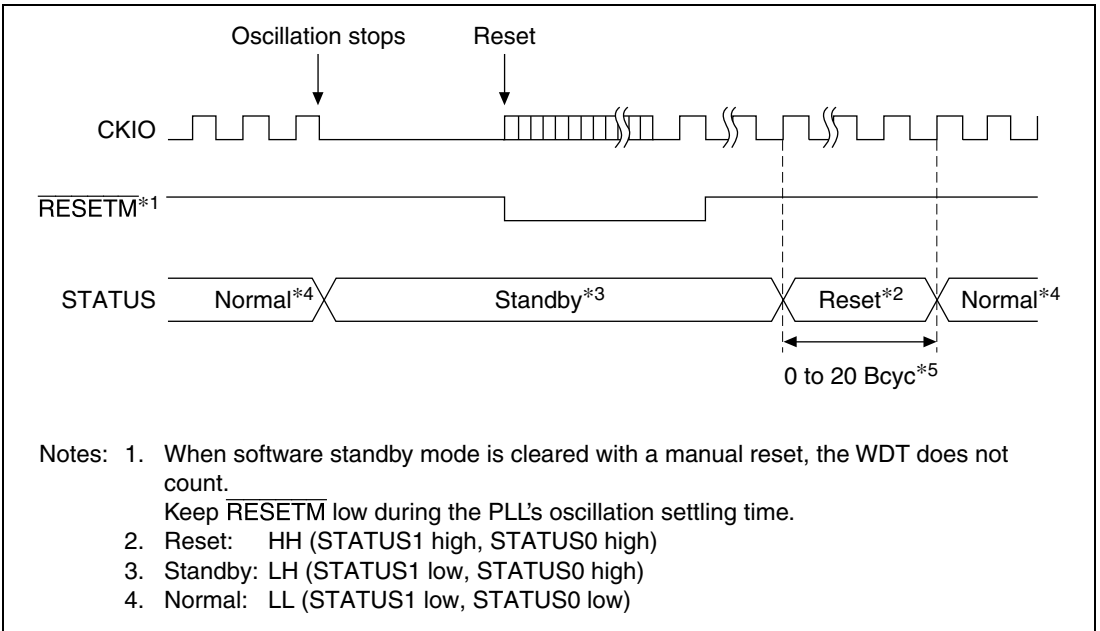 Oscillation stops Reset
CKIO
RESETM*1
STATUS Normal*4 Standby*3 Reset*2 Normal*4
0 to 20 Bcyc*5
Notes: 1. When software standby mode is cleared with a manual reset, the WDT does not
count.
Keep RESETM low during the PLL's oscillation settling time.
2. Reset: HH (STATUS1 high, STATUS0 high)
3. Standby: LH (STATUS1 low, STATUS0 high)
4. Normal: LL (STATUS1 low, STATUS0 low)